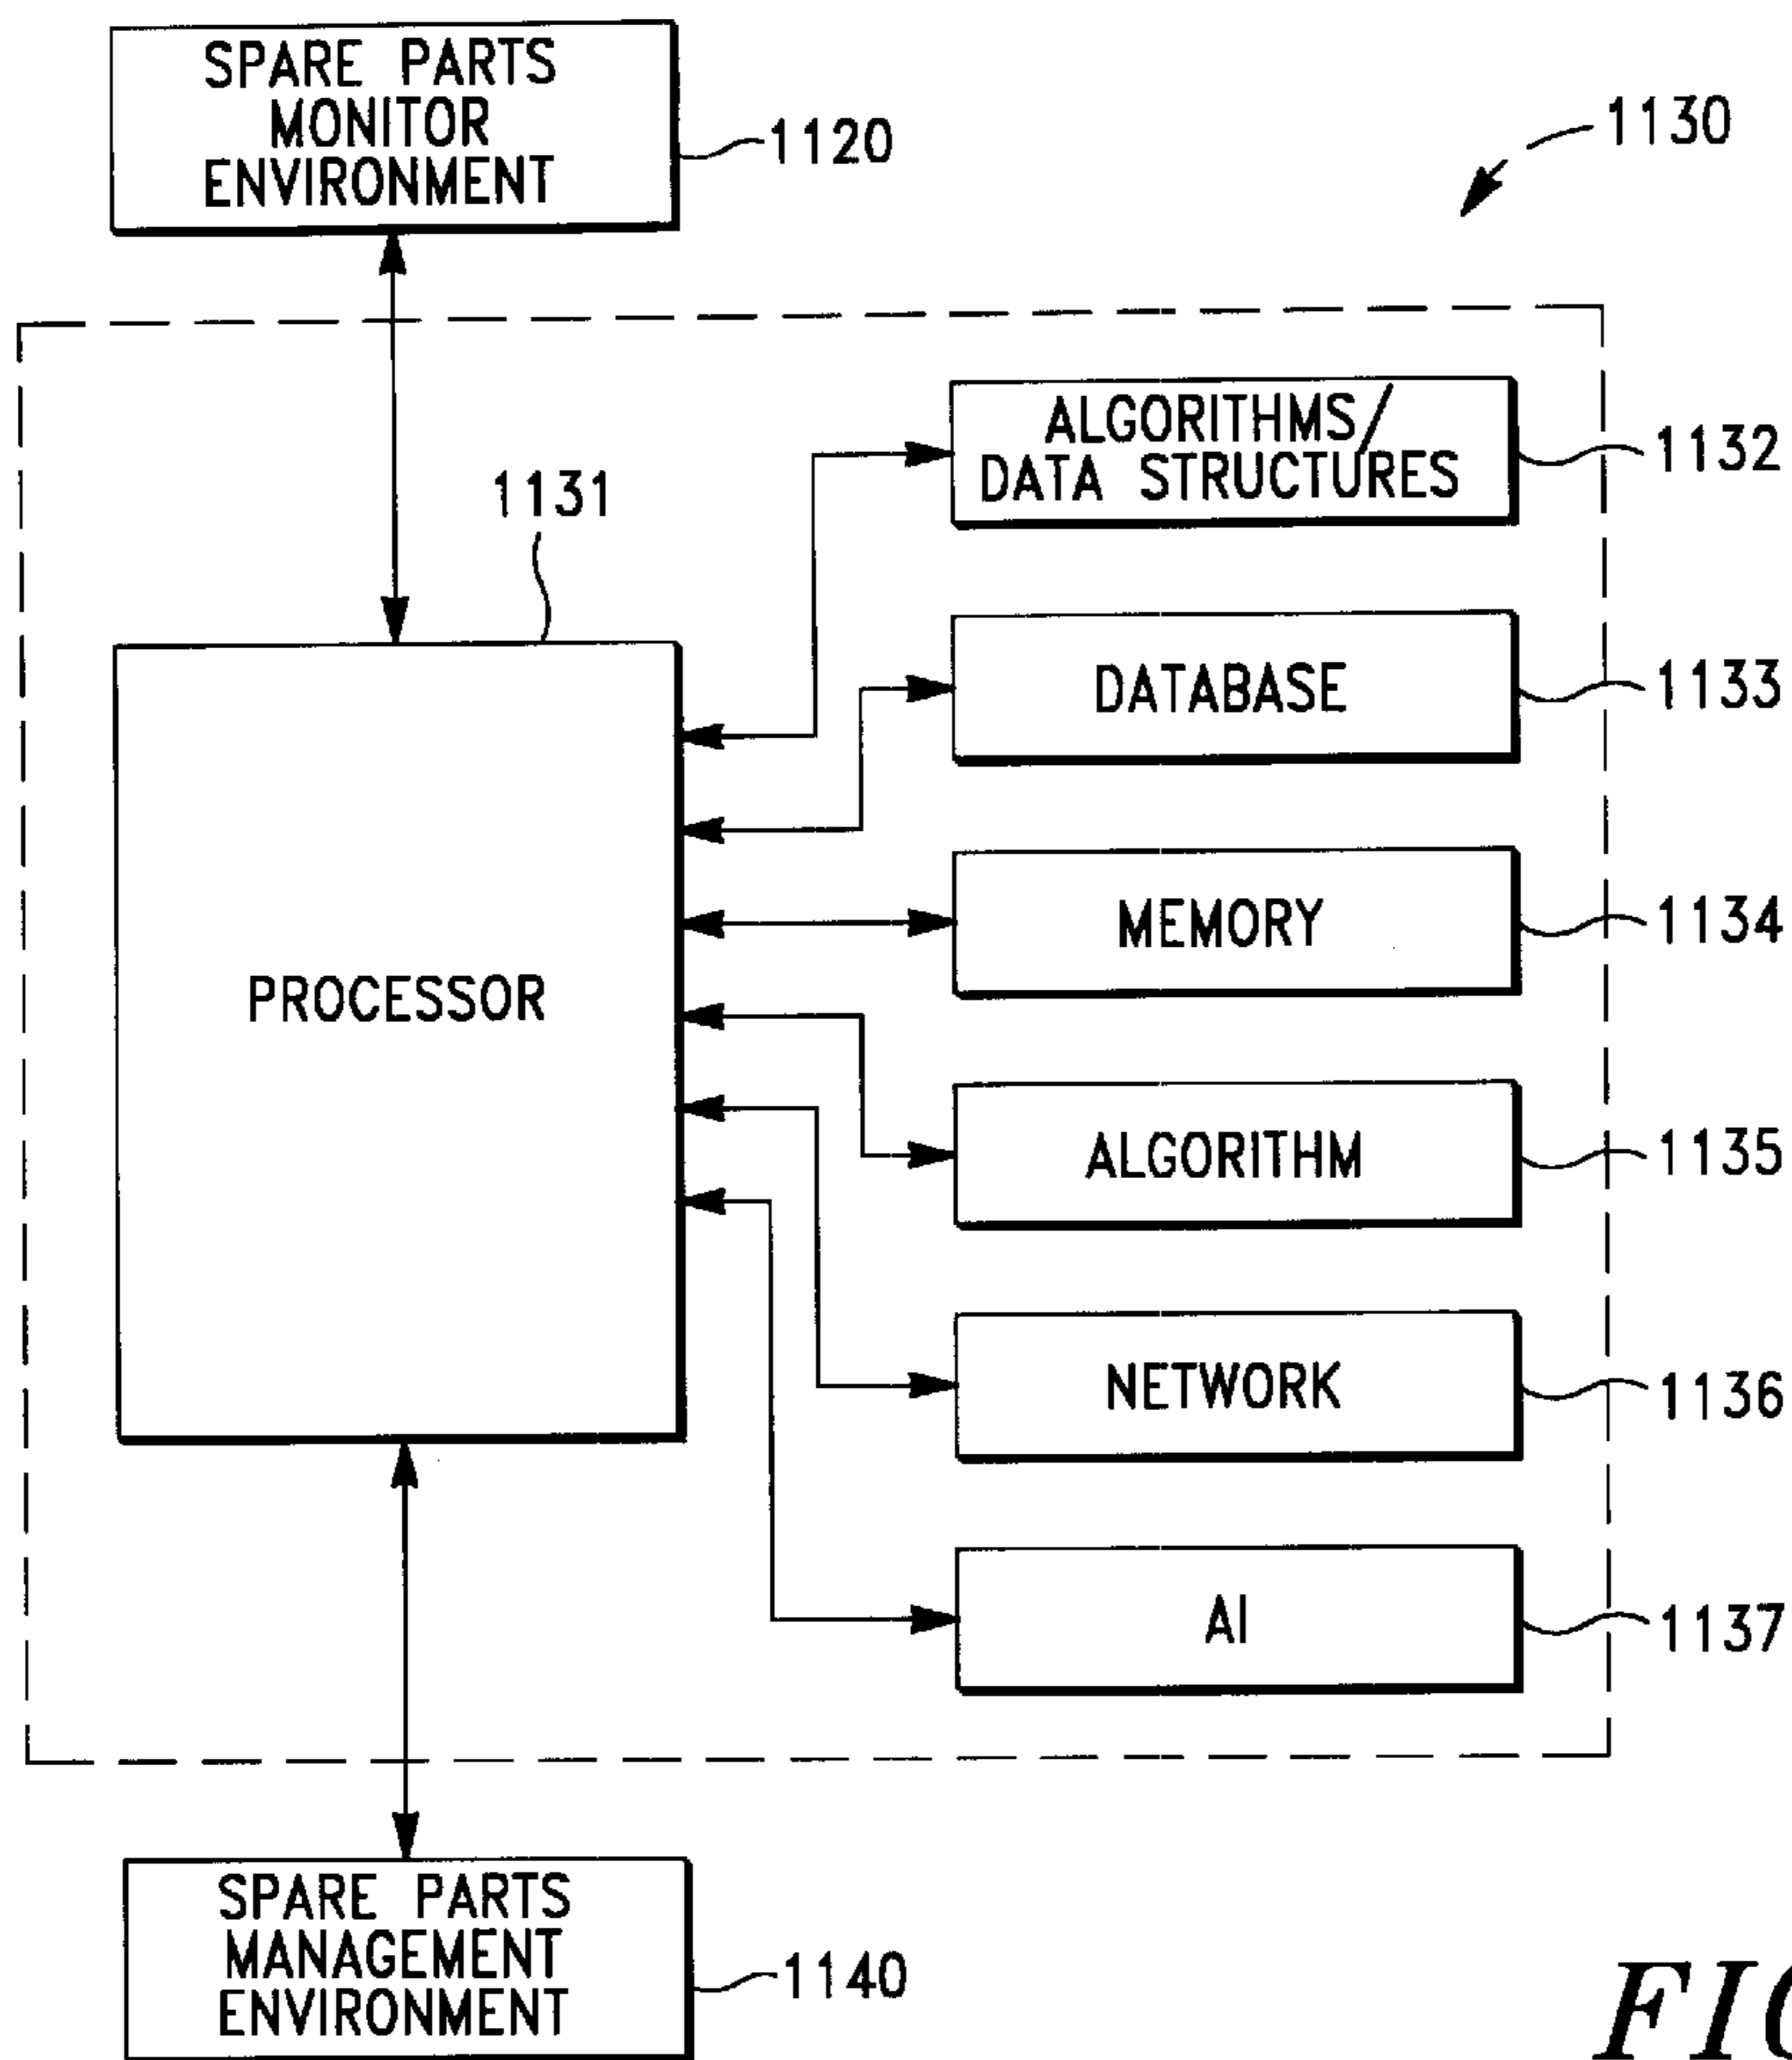 SPARE PARTS
MONITOR
ENVIRONMENT
1120
1130
ALGORITHMS/
DATA STRUCTURES
1132
1131
DATABASE
1133
MEMORY
1134
PROCESSOR
ALGORITHM
1135
NETWORK
1136
AI
1137
SPARE PARTS
MANAGEMENT
ENVIRONMENT
1140